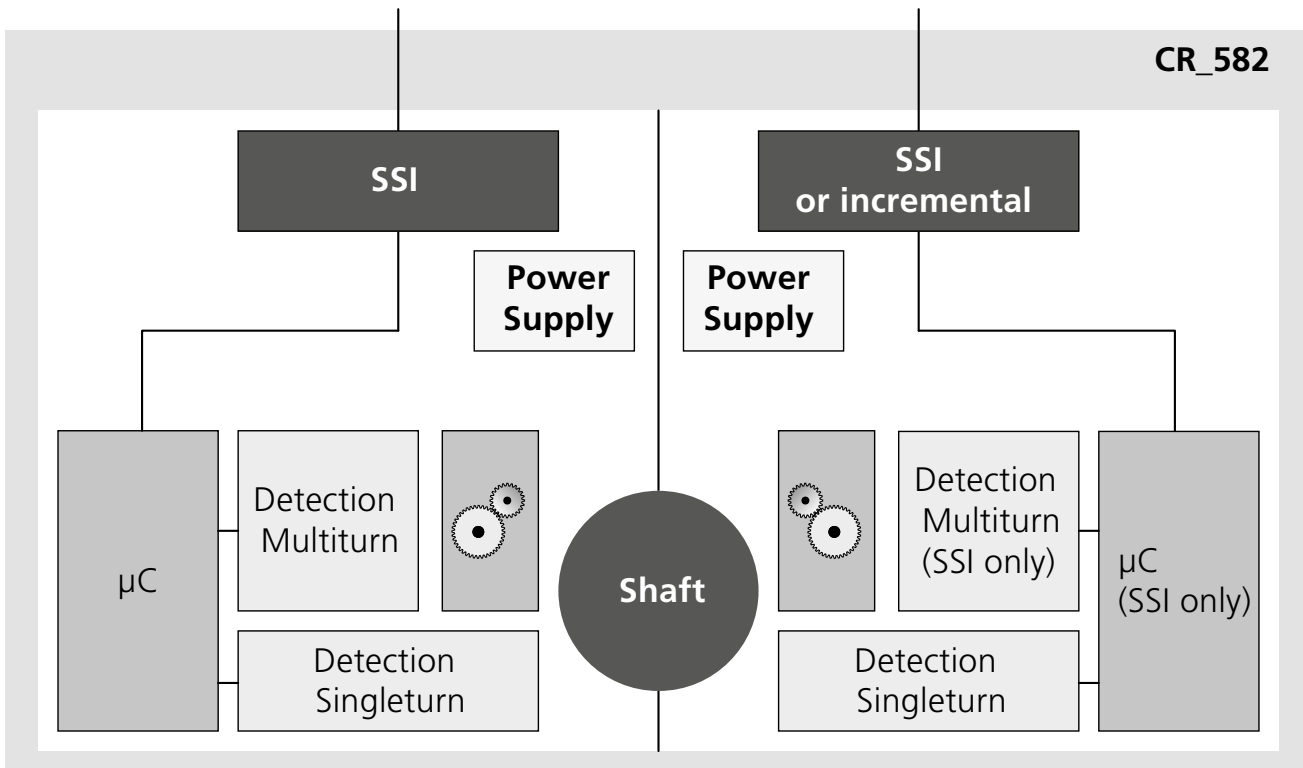 CR_582
SSI
SSI
or incremental
Power
Supply
Power
Supply
Detection
Multiturn
µC
Detection
Singleturn
Shaft
Detection
Multiturn
(SSI only)
µC
(SSI only)
Detection
Singleturn